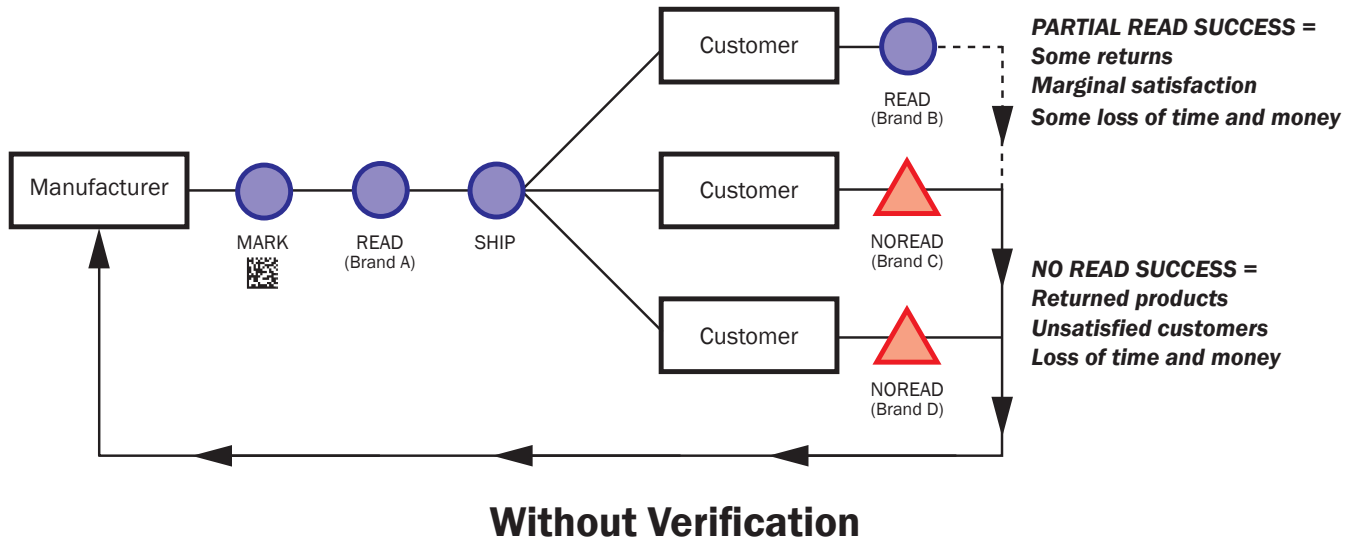 Customer
READ
(Brand B)
PARTIAL READ SUCCESS =
Some returns
Marginal satisfaction
Some loss of time and money
Manufacturer
MARK
READ
(Brand A)
SHIP
Customer
NOREAD
(Brand C)
Customer
NOREAD
(Brand D)
NO READ SUCCESS =
Returned products
Unsatisfied customers
Loss of time and money
Without Verification